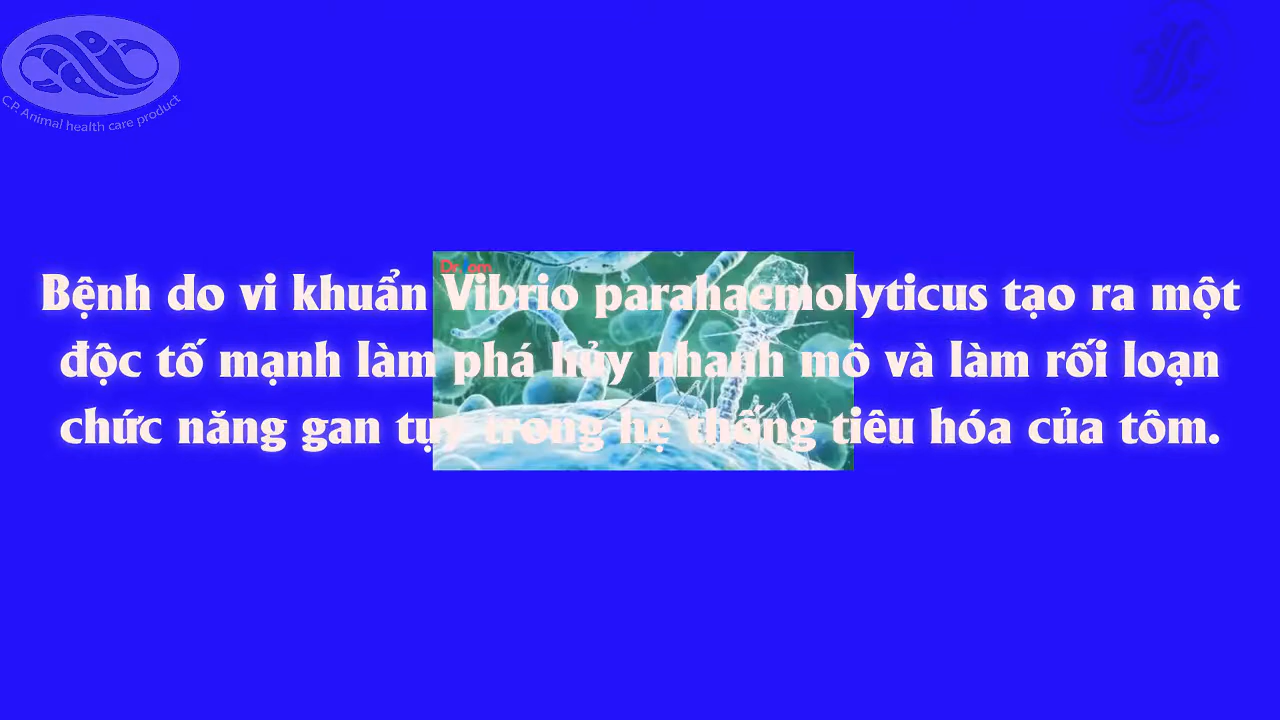 C.P. Animal health care product
Bệnh do vi khuẩn Vibrio parahaemolyticus tạo ra một
độc tố mạnh làm phá hủy nhanh mô và làm rối loạn
chức năng gan tụy trong hệ thống tiêu hóa của tôm.